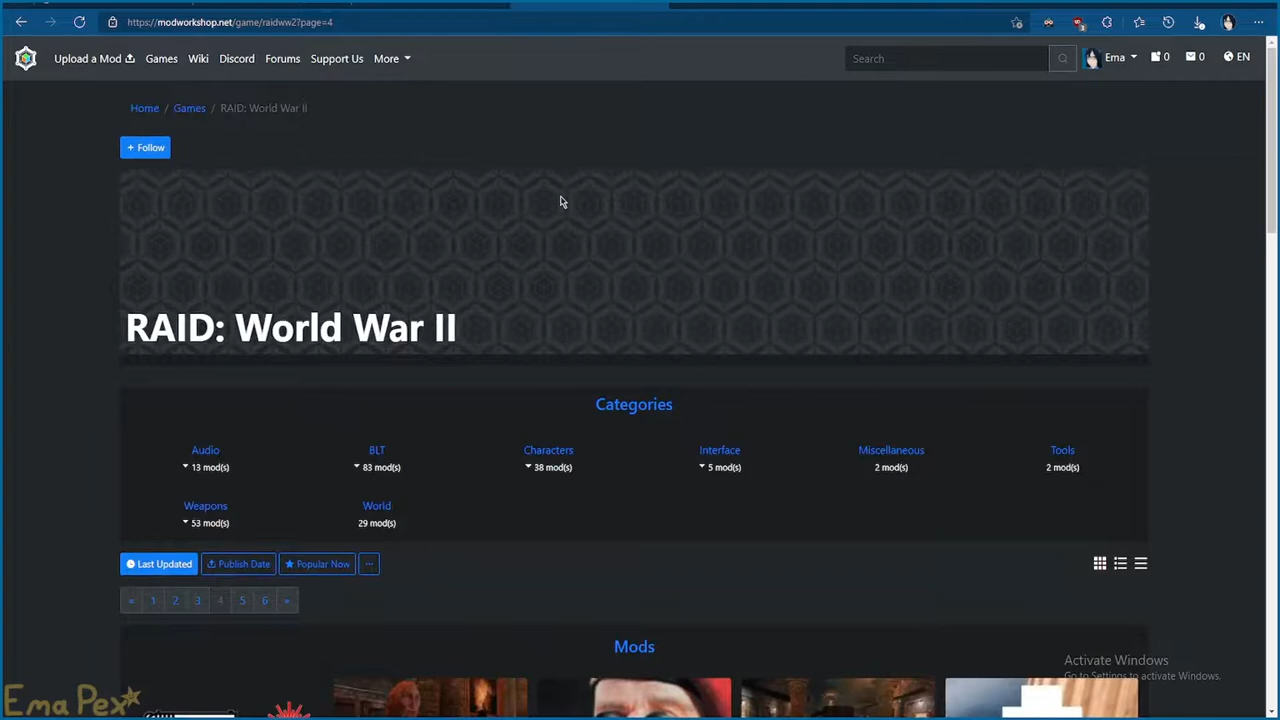 https://modworkshop.net/game/raidww2?page=4
3
Upload a Mod Games Wiki Discord Forums Support Us More Search... Ema 0 0 EN
Home / Games / RAID: World War II
+ Follow
RAID: World War II
Categories
Audio BLT Characters Interface Miscellaneous Tools
13 mod(s) 83 mod(s) 38 mod(s) 5 mod(s) 2 mod(s) 2 mod(s)
Weapons World
53 mod(s) 29 mod(s)
Last Updated Publish Date Popular Now ...
« 1 2 3 4 5 6 »
Mods
Activate Windows
Go to Settings to activate Windows.
Ema Pex